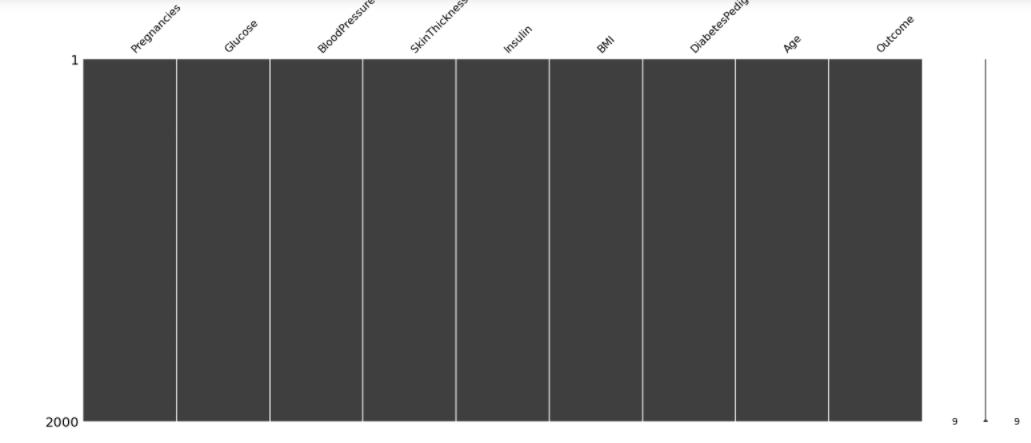 Pregnancies
Glucose
BloodPressure
SkinThickness
Insulin
BMI
DiabetesPedig
Age
Outcome
1
2000
9
9